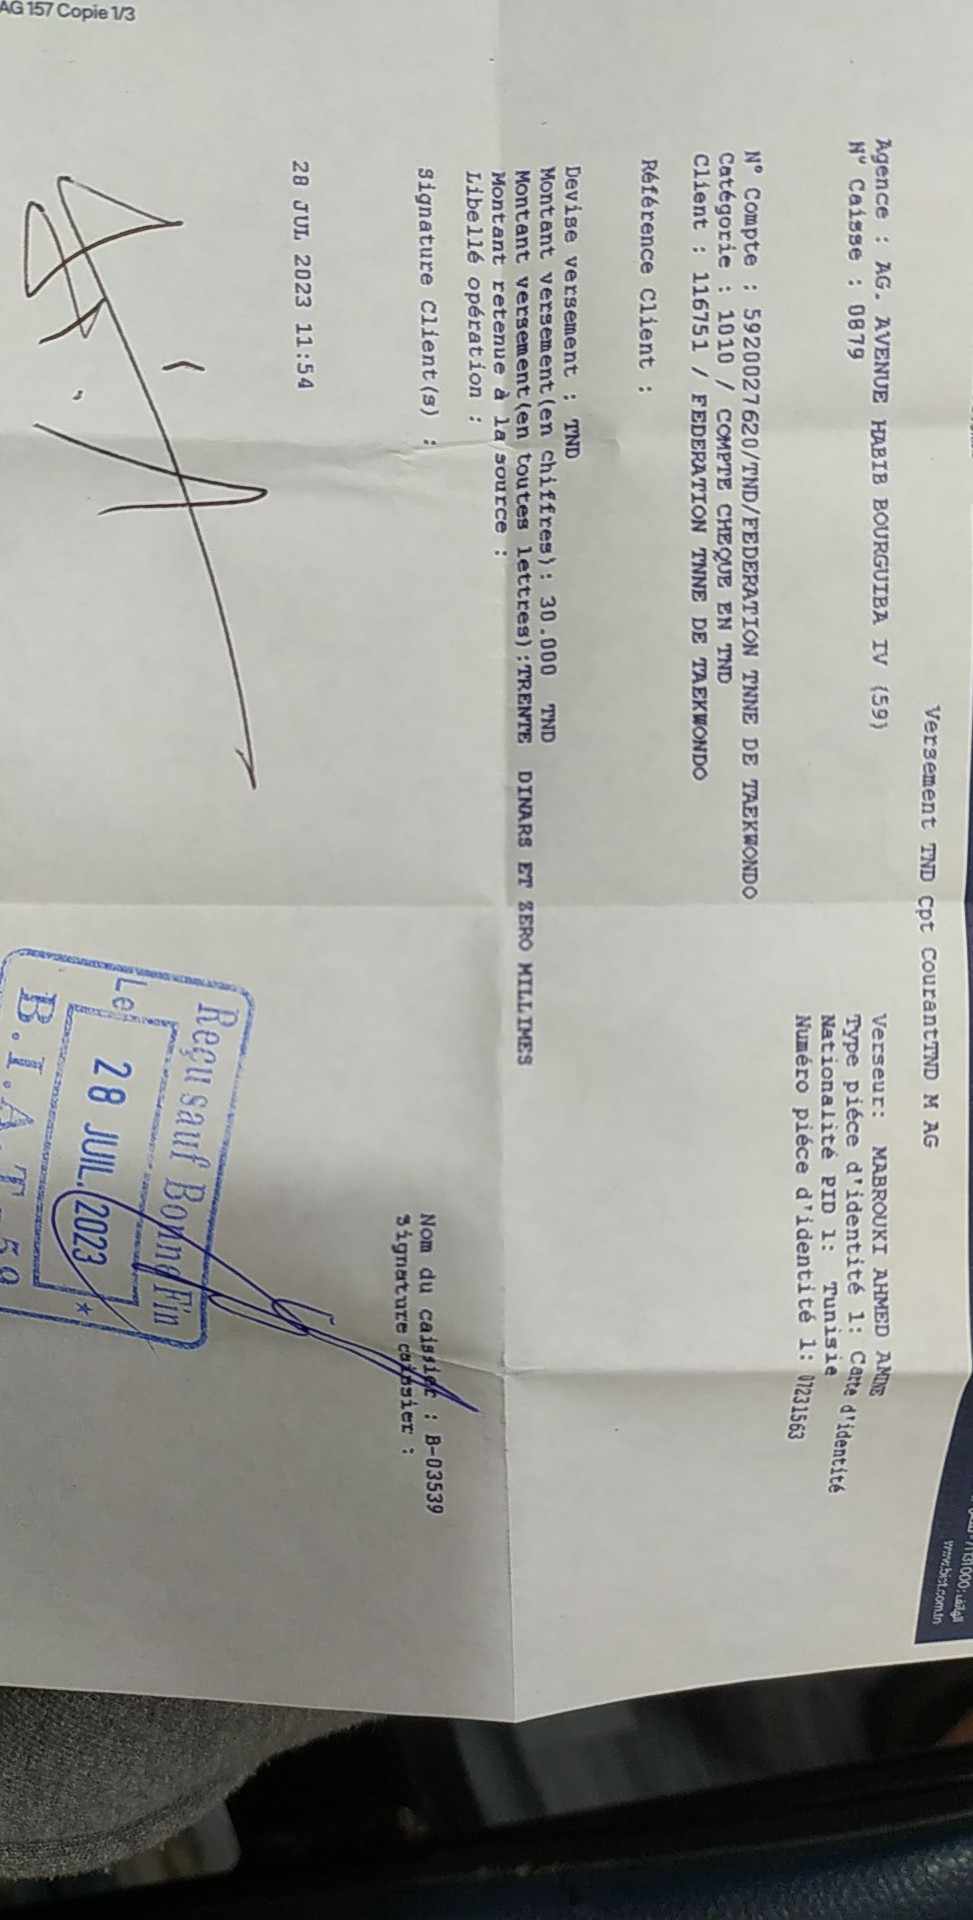 الهاتف: 71131000
www.biat.com.tn
Versement TND Cpt CourantTND M AG
Agence : AG. AVENUE HABIB BOURGUIBA IV (59)
N° Caisse : 0879
Verseur: MABROUKI AHMED AMINE
Type piéce d'identité 1: Carte d'identité
Nationalité PID 1: Tunisie
Numéro piéce d'identité 1: 07231563
N° Compte : 5920027620/TND/FEDERATION TNNE DE TAEKWONDO
Catégorie : 1010 / COMPTE CHEQUE EN TND
Client : 116751 / FEDERATION TNNE DE TAEKWONDO
Référence Client :
Devise versement : TND
Montant versement(en chiffres): 30.000 TND
Montant versement(en toutes lettres):TRENTE DINARS ET ZERO MILLIMES
Montant retenue à la source :
Libellé opération :
Signature Client(s) :
Nom du caissier : B-03539
Signature caissier :
28 JUL 2023 11:54
Reçu sauf Bonne Fin
Le
28 JUIL. 2023
*
B.I.A.T 59
AG 157 Copie 1/3